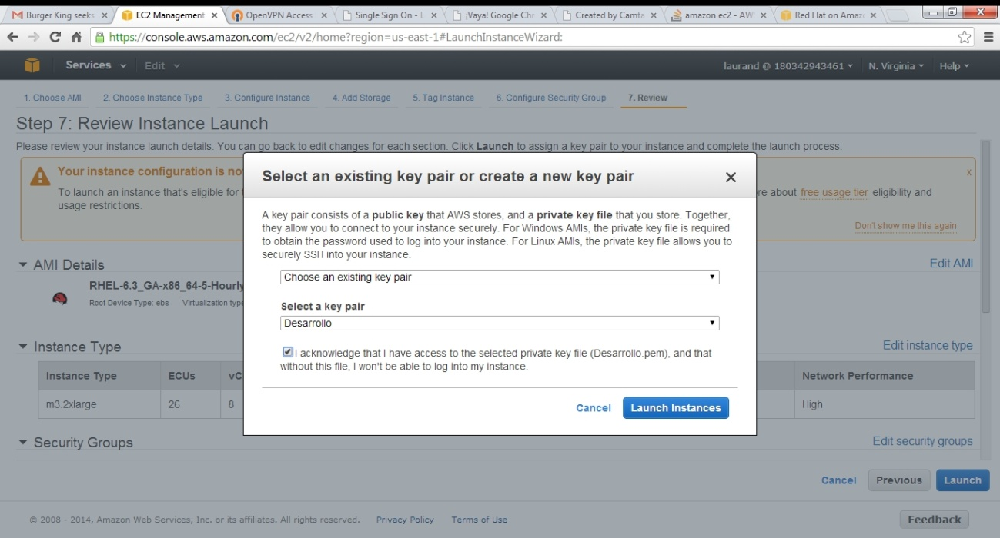 Burger King seeks
EC2 Management
OpenVPN Access
Single Sign On - L
¡Vaya! Google Chr
Created by Camta
amazon ec2 - AW
Red Hat on Amaz
https://console.aws.amazon.com/ec2/v2/home?region=us-east-1#LaunchInstanceWizard:
Services Edit laurand @ 180342943461 N. Virginia Help
1. Choose AMI 2. Choose Instance Type 3. Configure Instance 4. Add Storage 5. Tag Instance 6. Configure Security Group 7. Review
Step 7: Review Instance Launch
Please review your instance launch details. You can go back to edit changes for each section. Click Launch to assign a key pair to your instance and complete the launch process.
Your instance configuration is no
x
To launch an instance that's eligible for
re about free usage tier eligibility and
usage restrictions.
Don't show me this again
Select an existing key pair or create a new key pair
A key pair consists of a public key that AWS stores, and a private key file that you store. Together,
they allow you to connect to your instance securely. For Windows AMIs, the private key file is required
to obtain the password used to log into your instance. For Linux AMIs, the private key file allows you to
securely SSH into your instance.
Choose an existing key pair
Select a key pair
Desarrollo
I acknowledge that I have access to the selected private key file (Desarrollo.pem), and that
without this file, I won't be able to log into my instance.
Cancel Launch Instances
AMI Details Edit AMI
RHEL-6.3_GA-x86_64-5-Hourly
Root Device Type: ebs Virtualization type
Instance Type Edit instance type
Instance Type ECUs vC Network Performance
m3.2xlarge 26 8 High
Security Groups Edit security groups
Cancel Previous Launch
© 2008 - 2014, Amazon Web Services, Inc. or its affiliates. All rights reserved. Privacy Policy Terms of Use Feedback